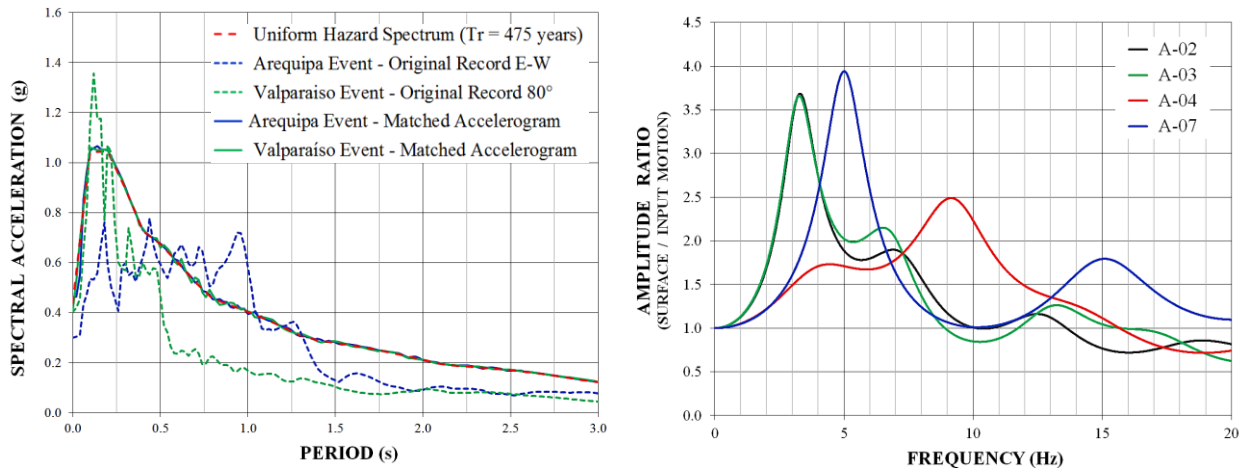 SPECTRAL ACCELERATION (g)
1.6
1.4
1.2
1.0
0.8
0.6
0.4
0.2
0.0
Uniform Hazard Spectrum (Tr = 475 years)
Arequipa Event - Original Record E-W
Valparaiso Event - Original Record 80°
Arequipa Event - Matched Accelerogram
Valparaíso Event - Matched Accelerogram
0.0 0.5 1.0 1.5 2.0 2.5 3.0
PERIOD (s)
AMPLITUDE RATIO
(SURFACE / INPUT MOTION)
4.5
4.0
3.5
3.0
2.5
2.0
1.5
1.0
0.5
0.0
A-02
A-03
A-04
A-07
0 5 10 15 20
FREQUENCY (Hz)